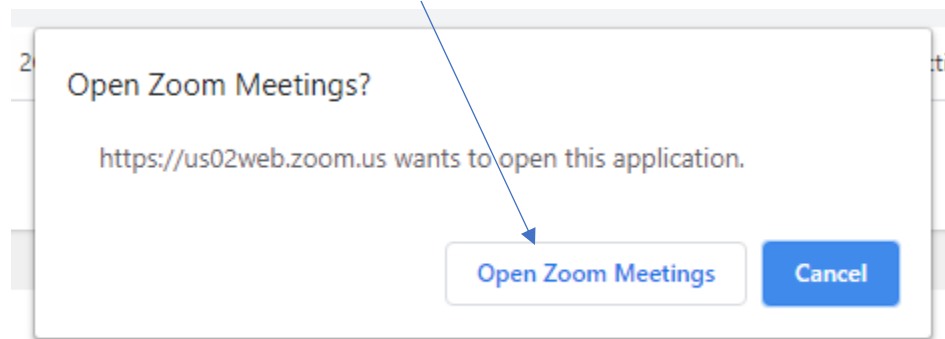 Open Zoom Meetings?
https://us02web.zoom.us wants to open this application.
Open Zoom Meetings
Cancel